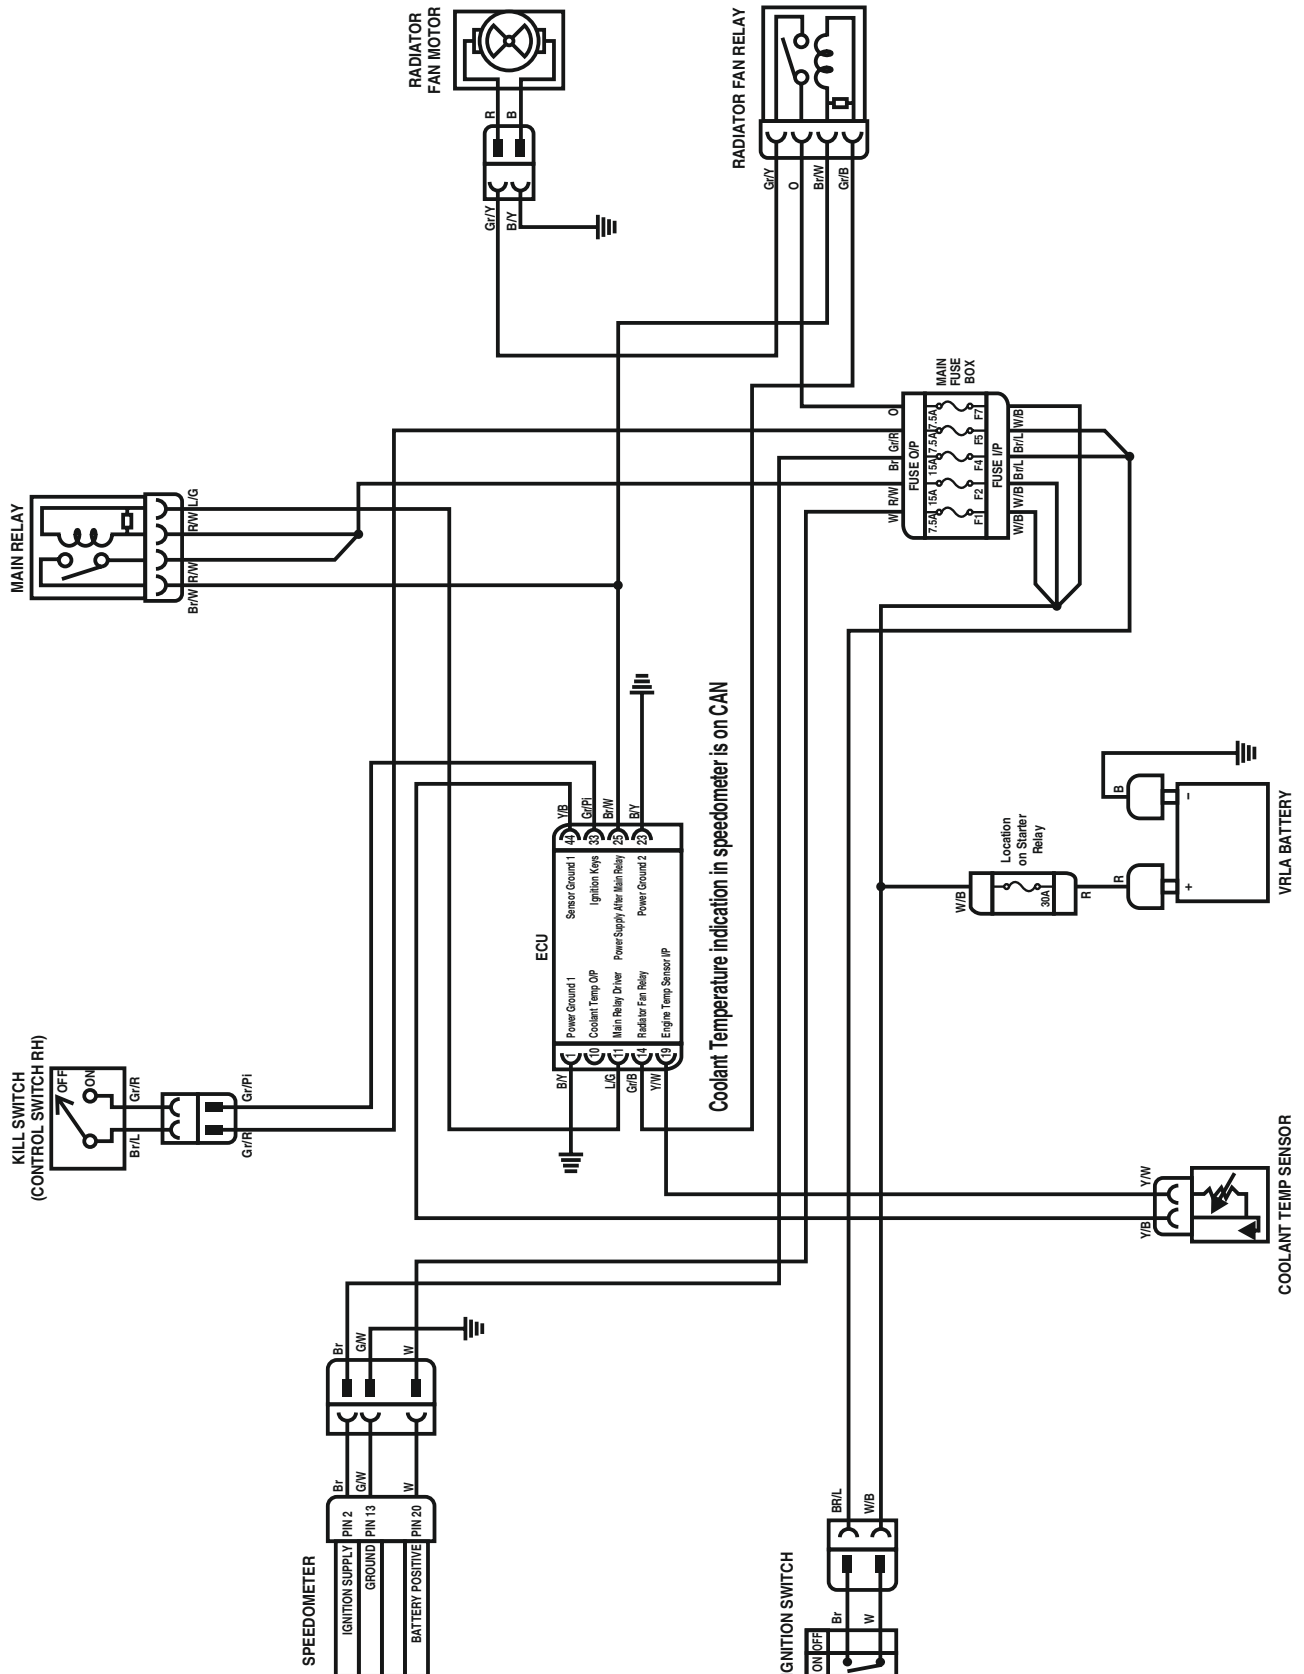 RADIATOR
FAN MOTOR
R
B
Gr/Y
B/Y
RADIATOR FAN RELAY
Gr/Y
O
Br/W
Gr/B
MAIN RELAY
Br/W
R/W
R/W
L/G
MAIN
FUSE
BOX
FUSE O/P
FUSE I/P
W
R/W
Br
Gr/R
O
7.5A
15A
15A
7.5A
7.5A
F1
F2
F4
F5
F7
W/B
W/B
Br/L
Br/L
W/B
KILL SWITCH
(CONTROL SWITCH RH)
OFF
ON
Br/L
Gr/R
Gr/R
Gr/Pi
ECU
Y/B
Gr/Pi
Br/W
B/Y
44
33
25
23
Sensor Ground 1
Ignition Keys
Power Supply After Main Relay
Power Ground 2
Power Ground 1
Coolant Temp O/P
Main Relay Driver
Radiator Fan Relay
Engine Temp Sensor I/P
1
10
11
14
19
B/Y
L/G
Gr/B
Y/W
Coolant Temperature indication in speedometer is on CAN
Location
on Starter
Relay
W/B
30A
R
R
B
+
-
VRLA BATTERY
Y/W
Y/B
COOLANT TEMP SENSOR
SPEEDOMETER
Br
G/W
W
Br
G/W
W
PIN 2
PIN 13
PIN 20
IGNITION SUPPLY
GROUND
BATTERY POSITIVE
GNITION SWITCH
BR/L
W/B
Br
W
OFF
ON